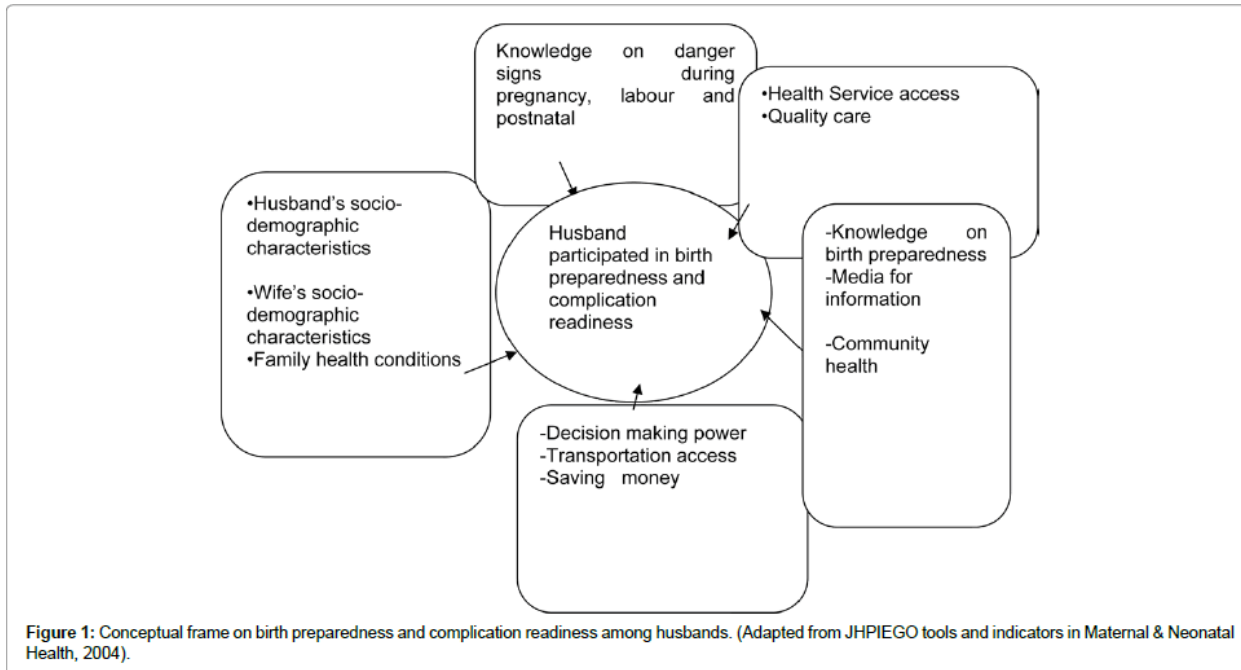 Knowledge on danger
signs during
pregnancy, labour and
postnatal
•Health Service access
•Quality care
•Husband's socio-
demographic
characteristics
Wife's socio-
demographic
characteristics
•Family health conditions
Husband
participated in birth
preparedness and
complication
readiness
-Knowledge on
birth preparedness
-Media for
information
-Community
health
-Decision making power
-Transportation access
-Saving money
Figure 1: Conceptual frame on birth preparedness and complication readiness among husbands. (Adapted from JHPIEGO tools and indicators in Maternal & Neonatal
Health, 2004).